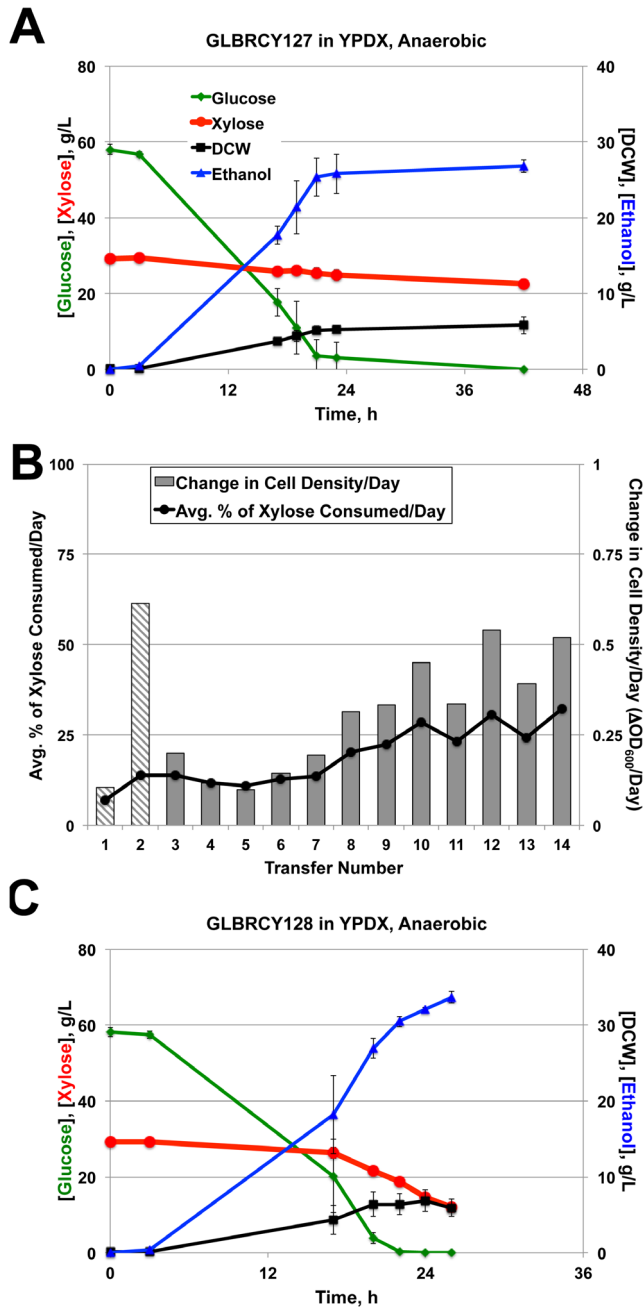 A
GLBRCY127 in YPDX, Anaerobic
[Glucose], [Xylose], g/L
80
60
40
20
0
Glucose
Xylose
DCW
Ethanol
40
30
20
10
0
[DCW], [Ethanol], g/L
0 12 24 36 48
Time, h
B
Avg. % of Xylose Consumed/Day
100
75
50
25
0
Change in Cell Density/Day
Avg. % of Xylose Consumed/Day
1
0.75
0.5
0.25
0
Change in Cell Density/Day (ΔOD600/Day)
1 2 3 4 5 6 7 8 9 10 11 12 13 14
Transfer Number
C
GLBRCY128 in YPDX, Anaerobic
[Glucose], [Xylose], g/L
80
60
40
20
0
40
30
20
10
0
[DCW], [Ethanol], g/L
0 12 24 36
Time, h